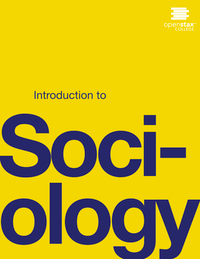 openstax
COLLEGE
Introduction to
Soci-
ology